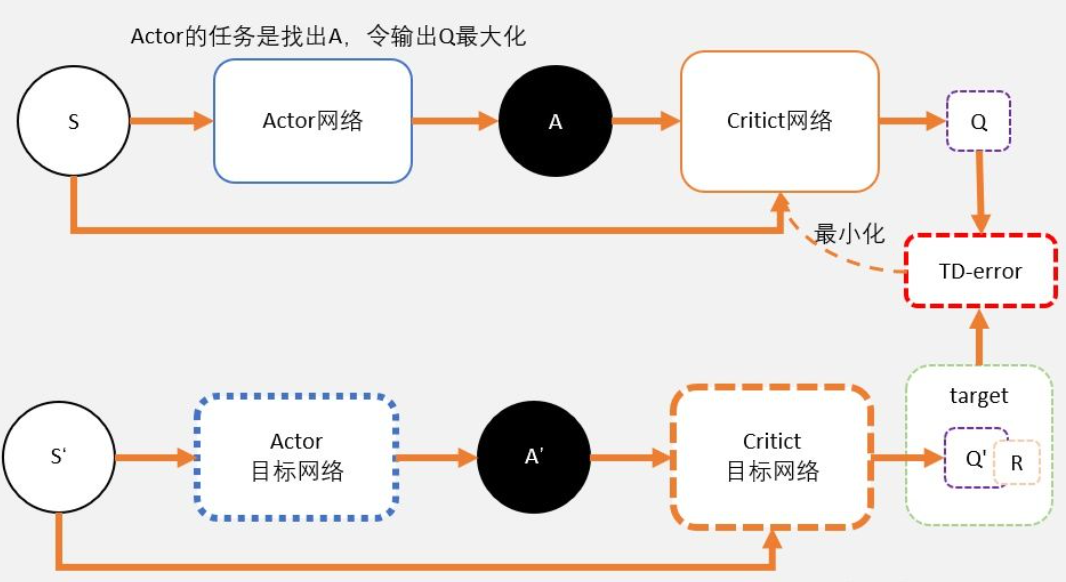 Actor的任务是找出A，令输出Q最大化
S
Actor网络
A
Critict网络
Q
最小化
TD-error
target
S‘
Actor
目标网络
A’
Critict
目标网络
Q'
R